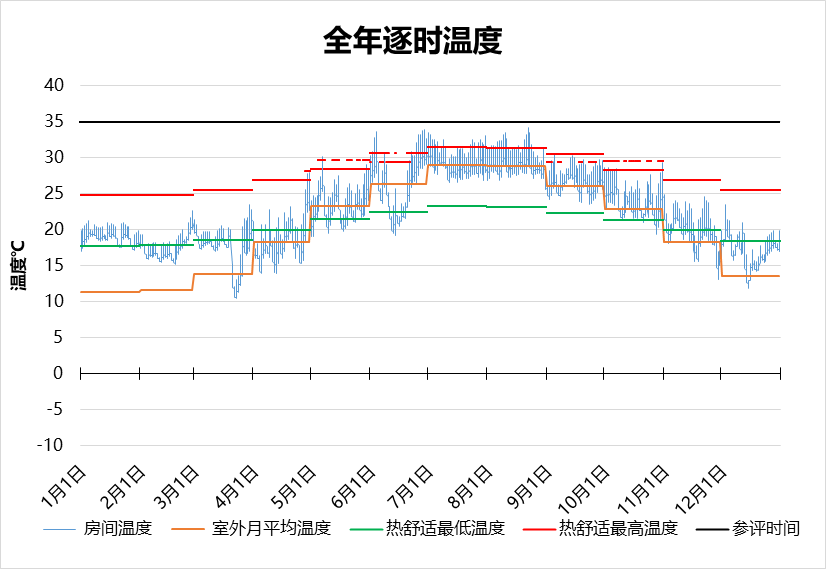 全年逐时温度
温度℃
40
35
30
25
20
15
10
5
0
-5
-10
1月1日
2月1日
3月1日
4月1日
5月1日
6月1日
7月1日
8月1日
9月1日
10月1日
11月1日
12月1日
房间温度 室外月平均温度 热舒适最低温度 热舒适最高温度 参评时间